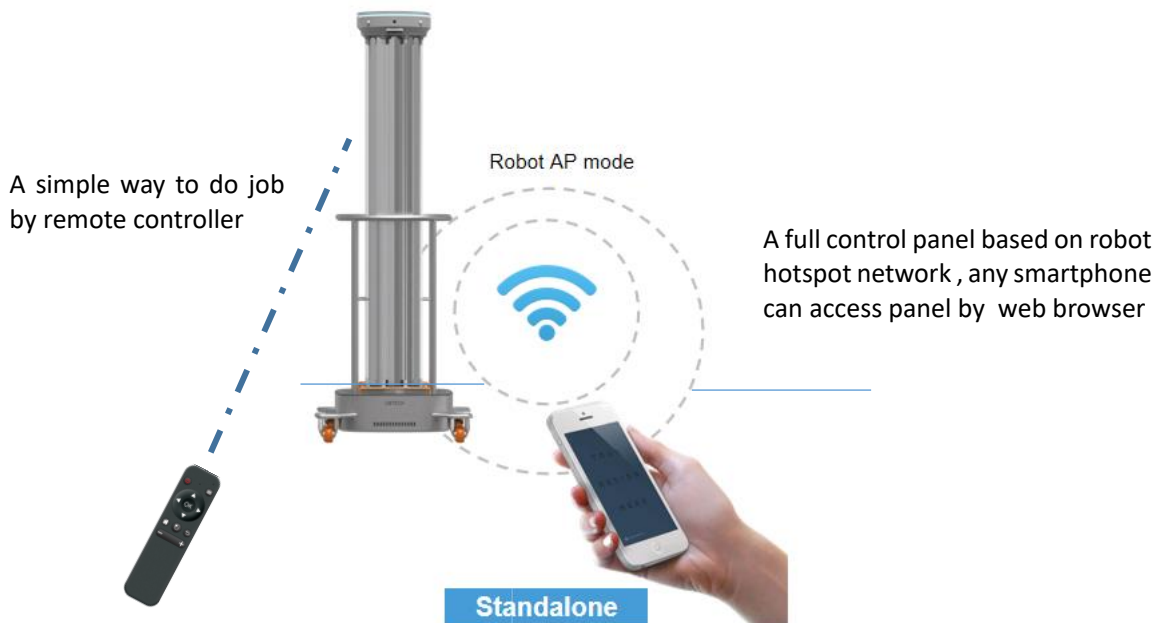 Robot AP mode
A simple way to do job
by remote controller
A full control panel based on robot
hotspot network , any smartphone
can access panel by web browser
OK
Standalone